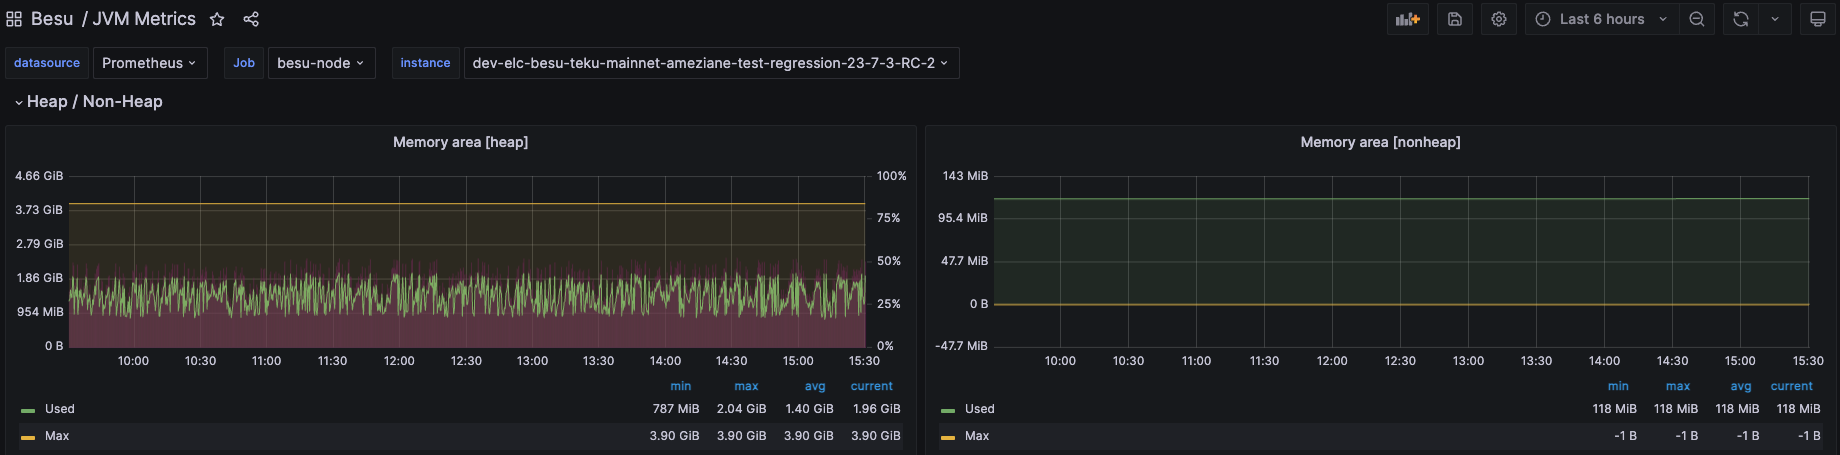 Besu / JVM Metrics
Last 6 hours
datasource Prometheus Job besu-node instance dev-elc-besu-teku-mainnet-ameziane-test-regression-23-7-3-RC-2
Heap / Non-Heap
Memory area [heap]
4.66 GiB 100%
3.73 GiB 75%
2.79 GiB 50%
1.86 GiB 25%
954 MiB
0 B 0%
10:00 10:30 11:00 11:30 12:00 12:30 13:00 13:30 14:00 14:30 15:00 15:30
min max avg current
Used 787 MiB 2.04 GiB 1.40 GiB 1.96 GiB
Max 3.90 GiB 3.90 GiB 3.90 GiB 3.90 GiB
Memory area [nonheap]
143 MiB
95.4 MiB
47.7 MiB
0 B
-47.7 MiB
10:00 10:30 11:00 11:30 12:00 12:30 13:00 13:30 14:00 14:30 15:00 15:30
min max avg current
Used 118 MiB 118 MiB 118 MiB 118 MiB
Max -1 B -1 B -1 B -1 B